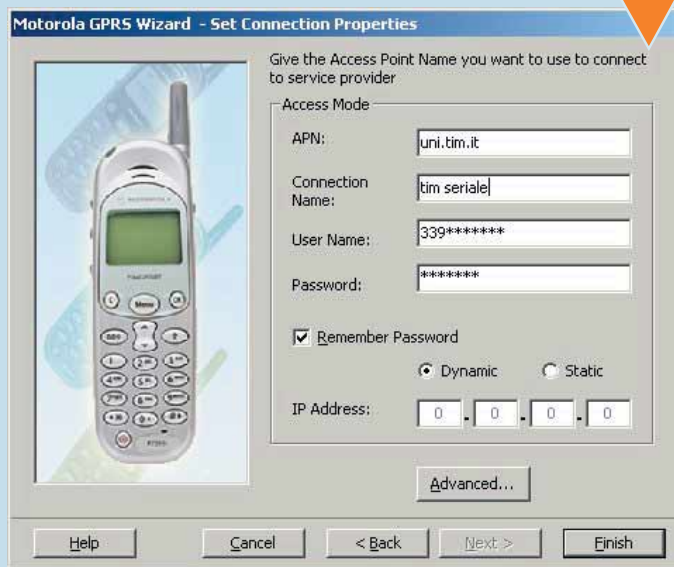 Motorola GPRS Wizard - Set Connection Properties
Give the Access Point Name you want to use to connect
to service provider
Access Mode
APN:
uni.tim.it
Connection
Name:
tim seriale
User Name:
339*******
Password:
*******
Remember Password
Dynamic
Static
IP Address:
0 . 0 . 0 . 0
Advanced...
Help
Cancel
< Back
Next >
Finish
Menu